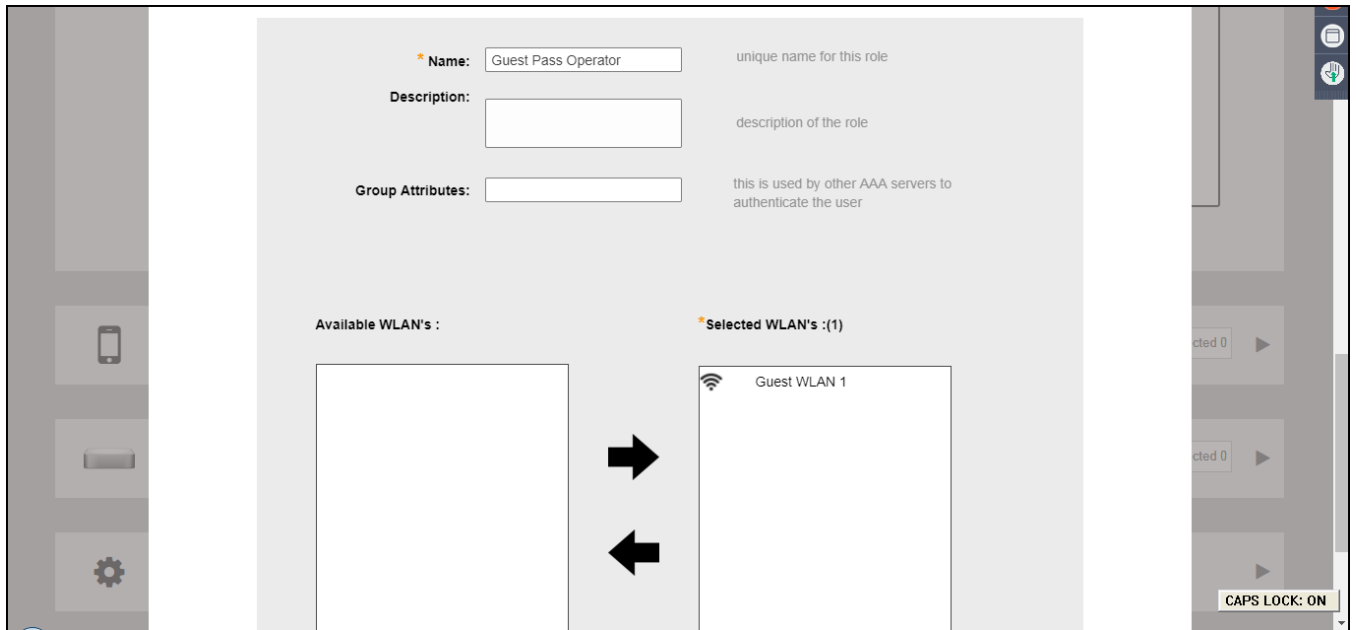 * Name: Guest Pass Operator unique name for this role
Description:
description of the role
Group Attributes: this is used by other AAA servers to
authenticate the user
Available WLAN's : *Selected WLAN's :(1)
cted 0
Guest WLAN 1
cted 0
CAPS LOCK: ON